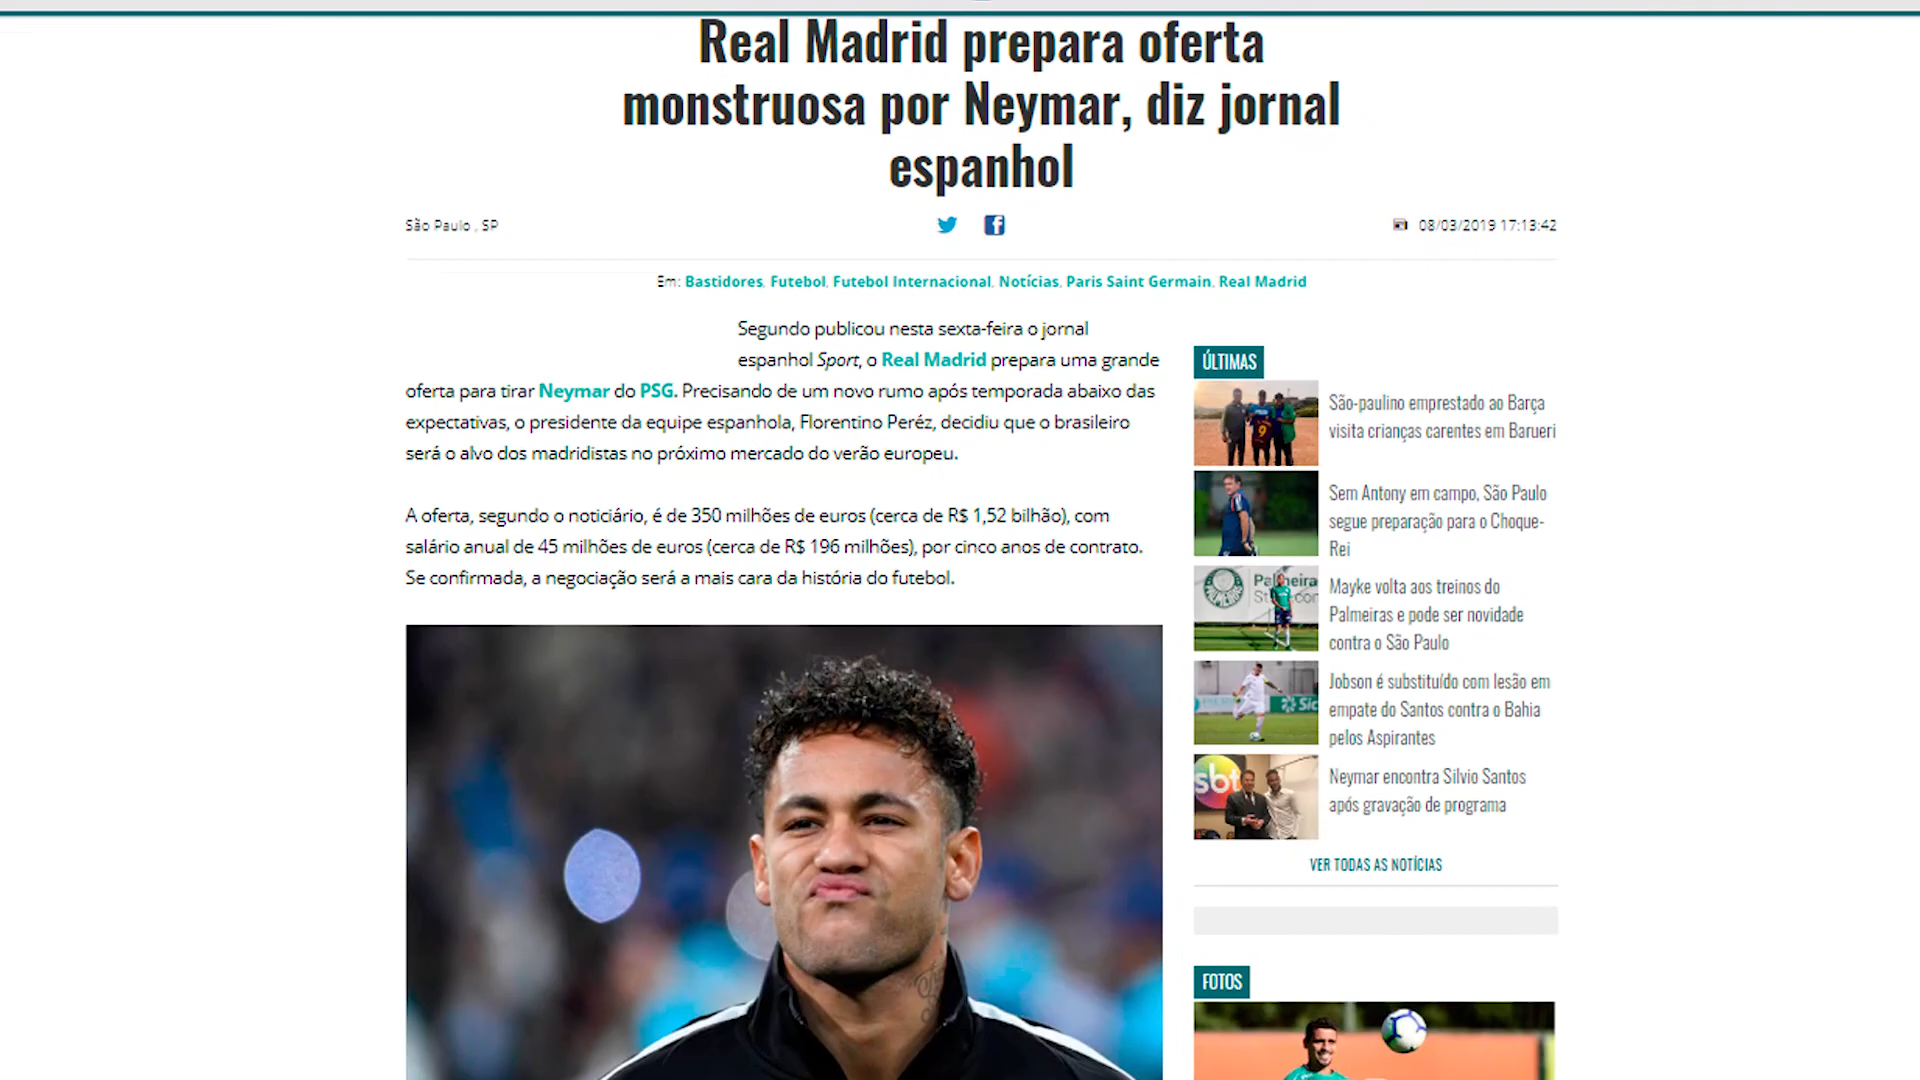 Real Madrid prepara oferta
monstruosa por Neymar, diz jornal
espanhol
São Paulo , SP
08/03/2019 17:13:42
Em: Bastidores, Futebol, Futebol Internacional, Notícias, Paris Saint Germain, Real Madrid
Segundo publicou nesta sexta-feira o jornal
espanhol Sport, o Real Madrid prepara uma grande
oferta para tirar Neymar do PSG. Precisando de um novo rumo após temporada abaixo das
expectativas, o presidente da equipe espanhola, Florentino Peréz, decidiu que o brasileiro
será o alvo dos madridistas no próximo mercado do verão europeu.
A oferta, segundo o noticiário, é de 350 milhões de euros (cerca de R$ 1,52 bilhão), com
salário anual de 45 milhões de euros (cerca de R$ 196 milhões), por cinco anos de contrato.
Se confirmada, a negociação será a mais cara da história do futebol.
ÚLTIMAS
9
São-paulino emprestado ao Barça
visita crianças carentes em Barueri
Sem Antony em campo, São Paulo
segue preparação para o Choque-
Rei
Mayke volta aos treinos do
Palmeiras e pode ser novidade
contra o São Paulo
Jobson é substituído com lesão em
empate do Santos contra o Bahia
pelos Aspirantes
sbt
Neymar encontra Silvio Santos
após gravação de programa
VER TODAS AS NOTÍCIAS
FOTOS